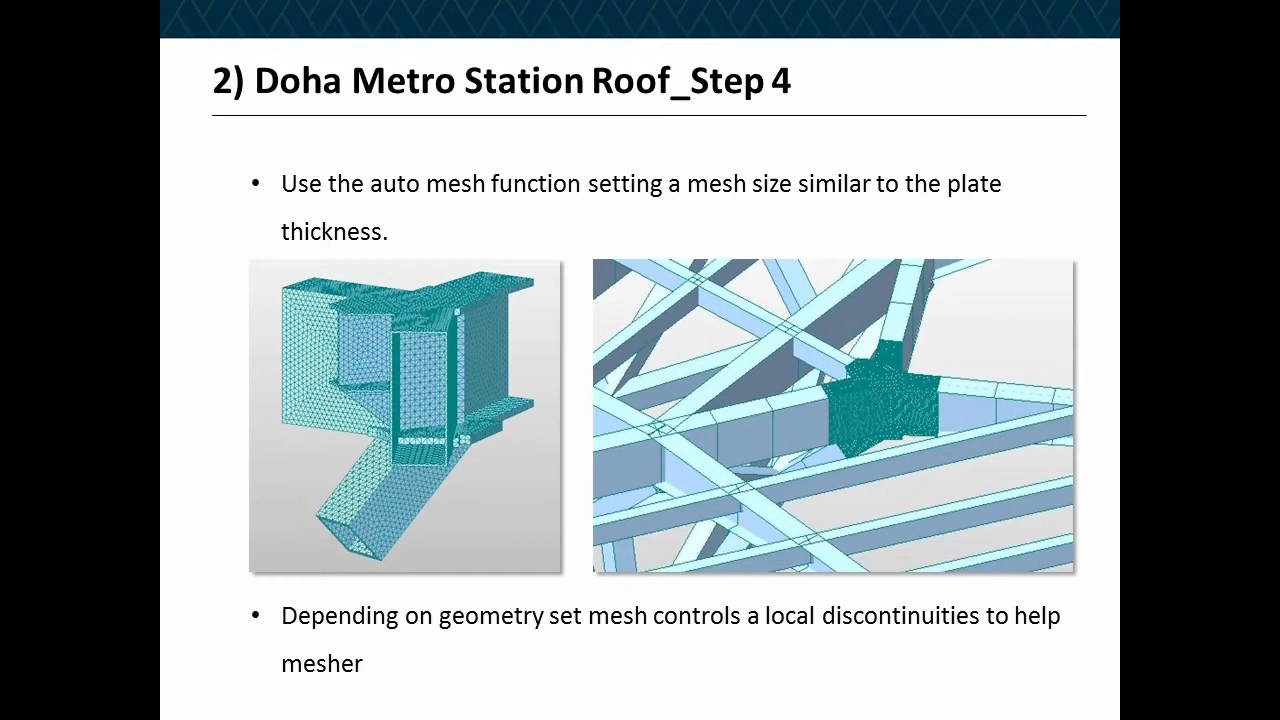 2) Doha Metro Station Roof_Step 4
• Use the auto mesh function setting a mesh size similar to the plate
thickness.
• Depending on geometry set mesh controls a local discontinuities to help
mesher